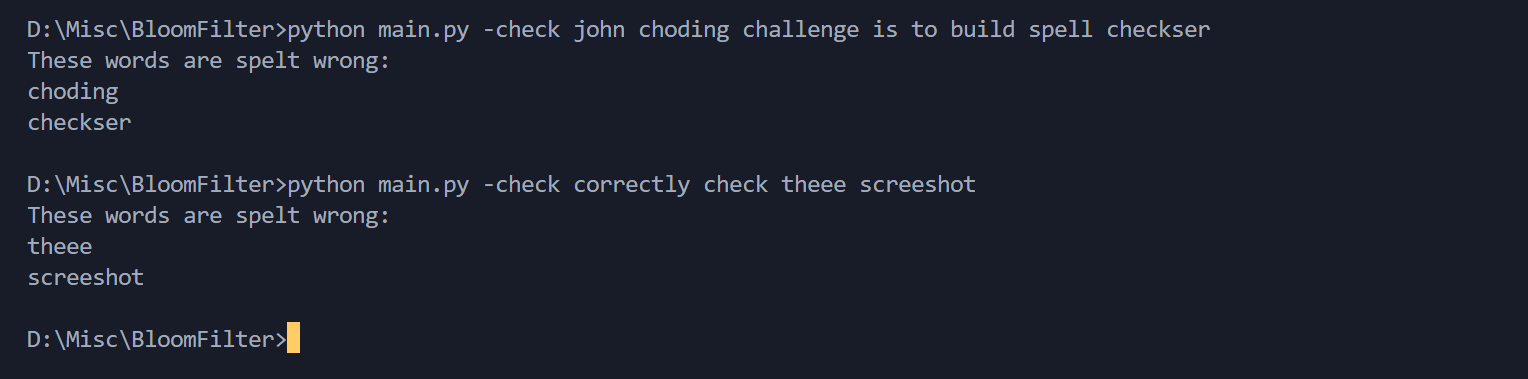 D:\Misc\BloomFilter>python main.py -check john choding challenge is to build spell checkser
These words are spelt wrong:
choding
checkser
D:\Misc\BloomFilter>python main.py -check correctly check theee screeshot
These words are spelt wrong:
theee
screeshot
D:\Misc\BloomFilter>